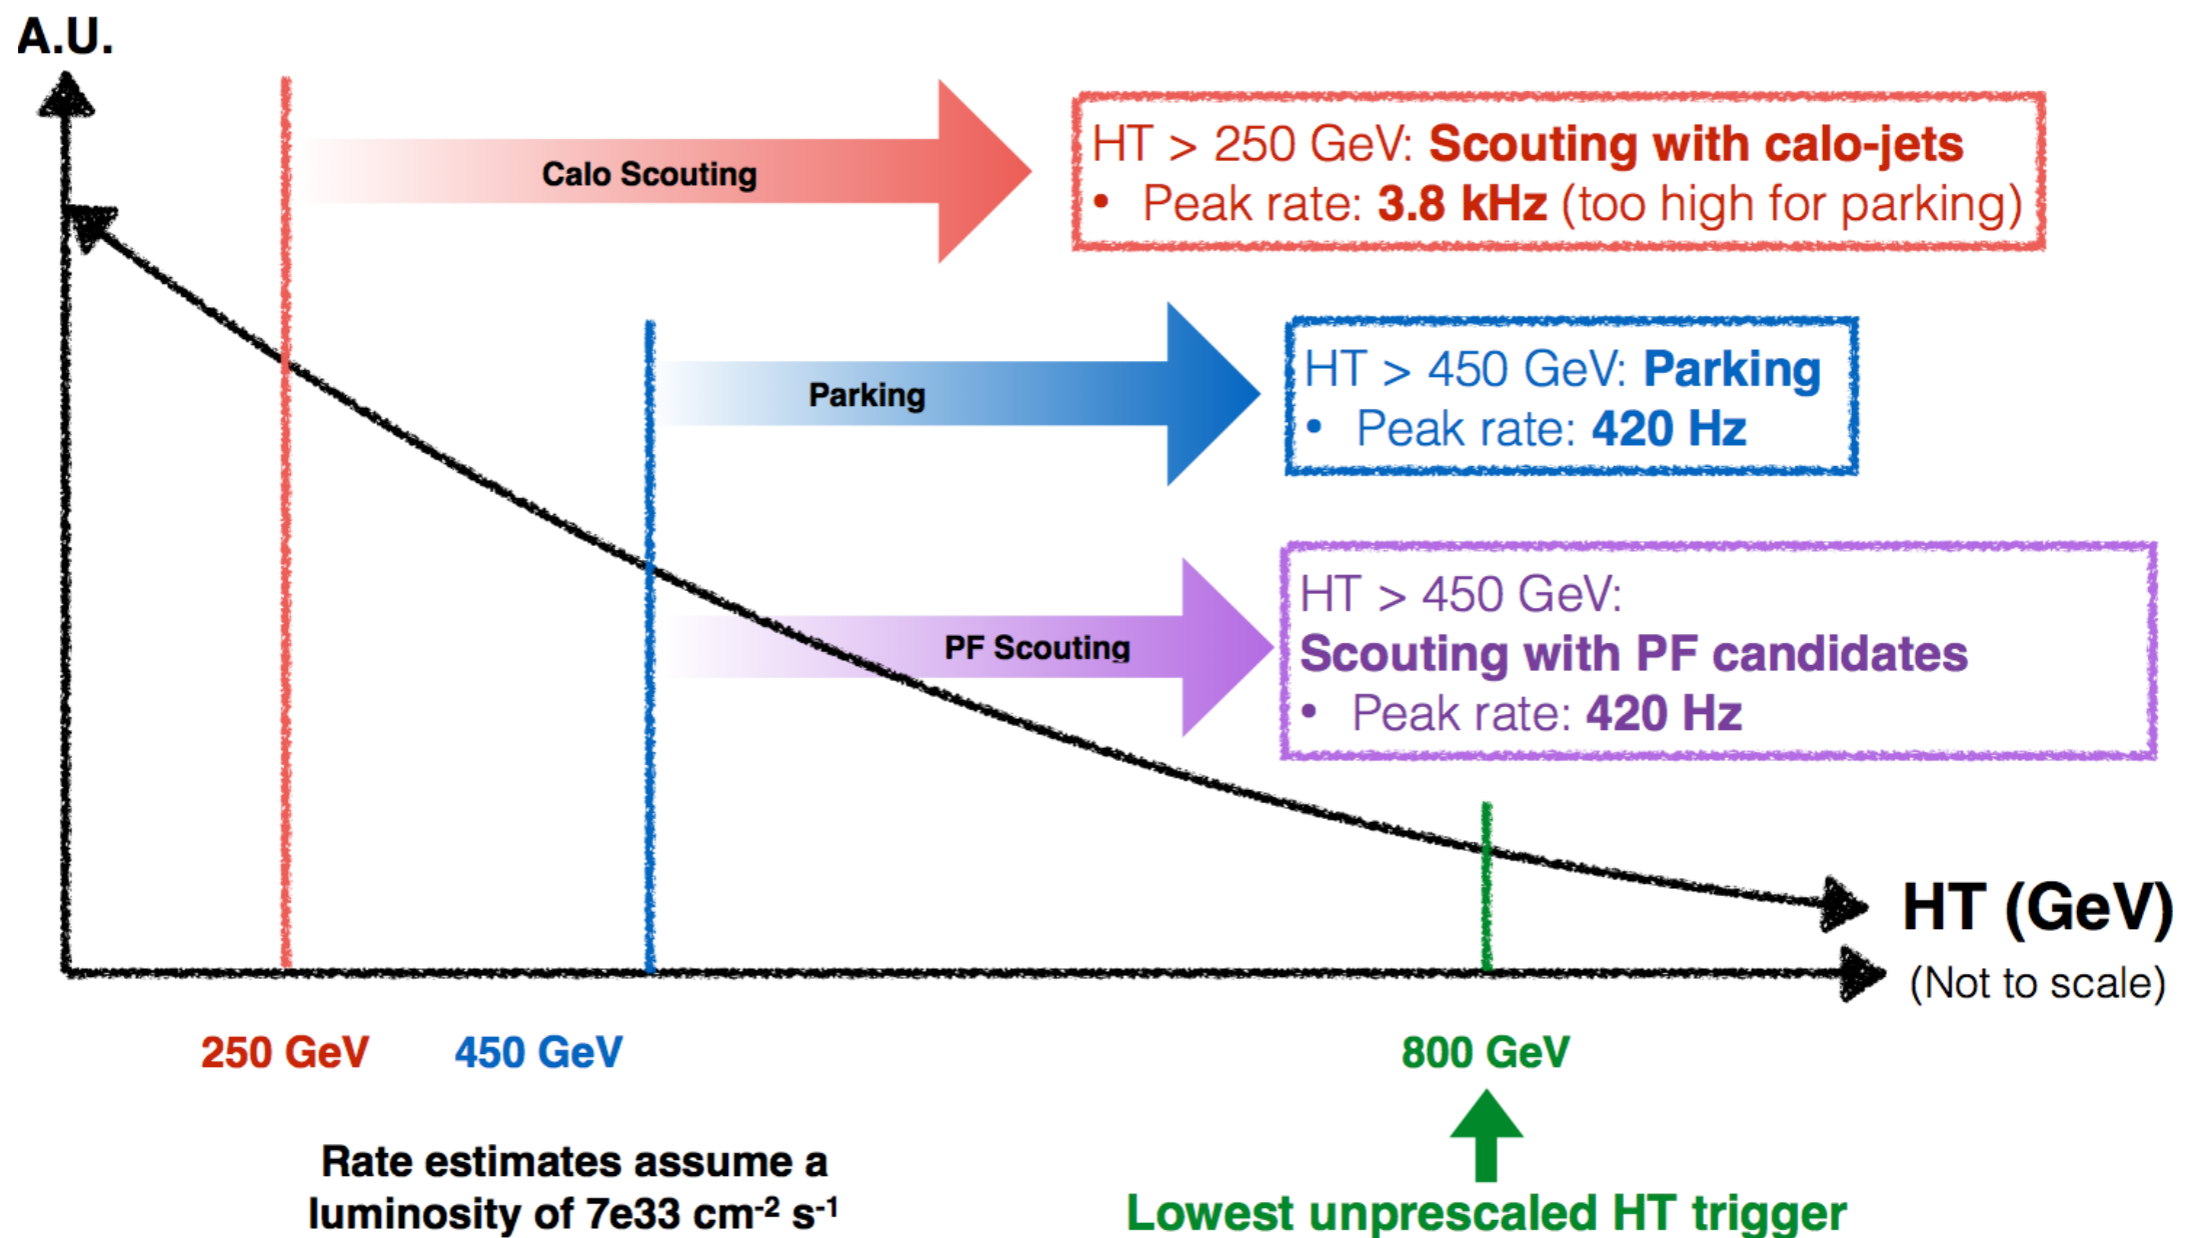 A.U.
Calo Scouting
HT > 250 GeV: Scouting with calo-jets
• Peak rate: 3.8 kHz (too high for parking)
Parking
HT > 450 GeV: Parking
• Peak rate: 420 Hz
PF Scouting
HT > 450 GeV:
Scouting with PF candidates
• Peak rate: 420 Hz
HT (GeV)
(Not to scale)
250 GeV
450 GeV
800 GeV
Rate estimates assume a
luminosity of 7e33 cm⁻² s⁻¹
Lowest unprescaled HT trigger